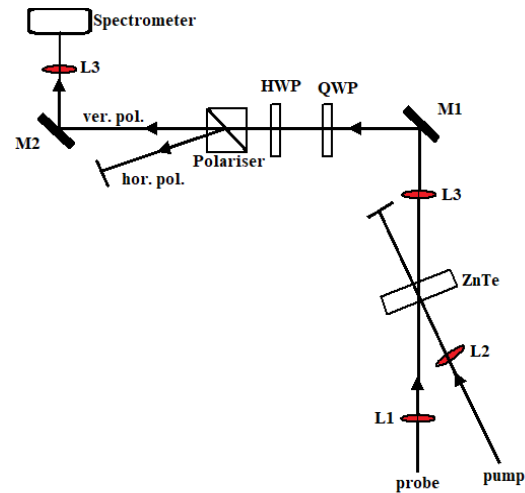 Spectrometer
L3
HWP
QWP
M1
ver. pol.
M2
Polariser
hor. pol.
L3
ZnTe
L2
L1
pump
probe